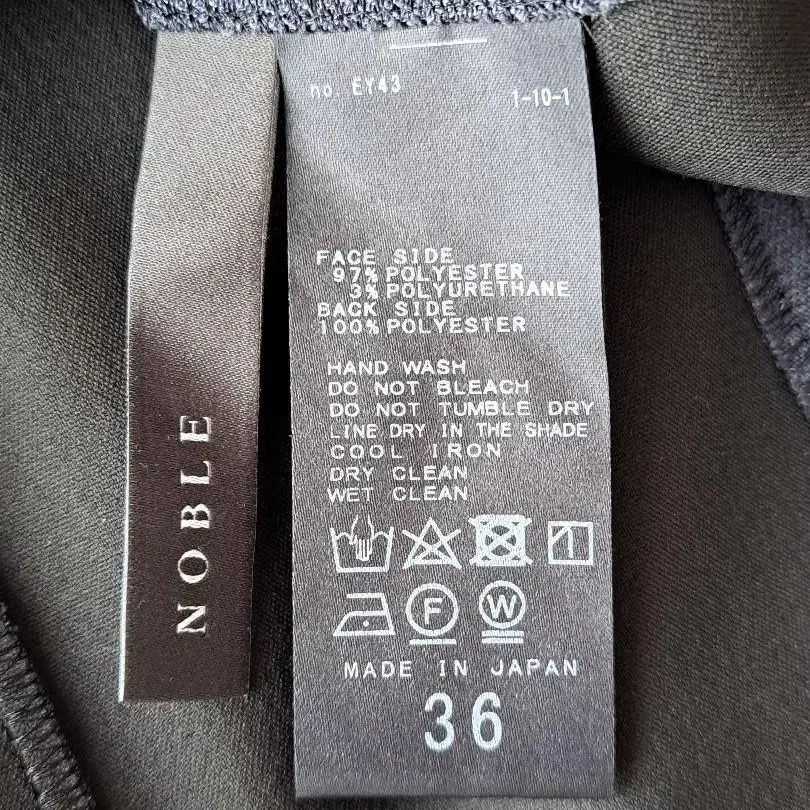 NOBLE
no. EY43
1-10-1
FACE SIDE
97% POLYESTER
3% POLYURETHANE
BACK SIDE
100% POLYESTER
HAND WASH
DO NOT BLEACH
DO NOT TUMBLE DRY
LINE DRY IN THE SHADE
COOL IRON
DRY CLEAN
WET CLEAN
F W
MADE IN JAPAN
36